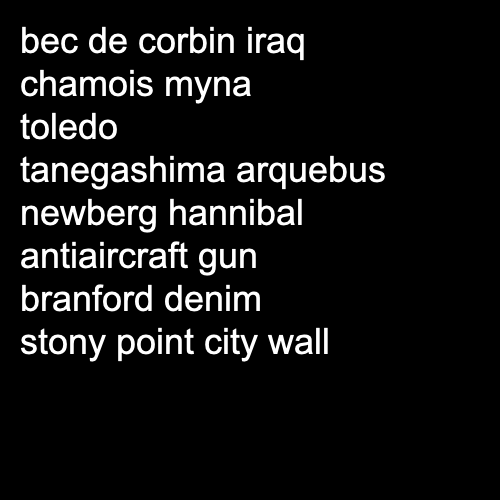 bec de corbin iraq
chamois myna
toledo
tanegashima arquebus
newberg hannibal
antiaircraft gun
branford denim
stony point city wall